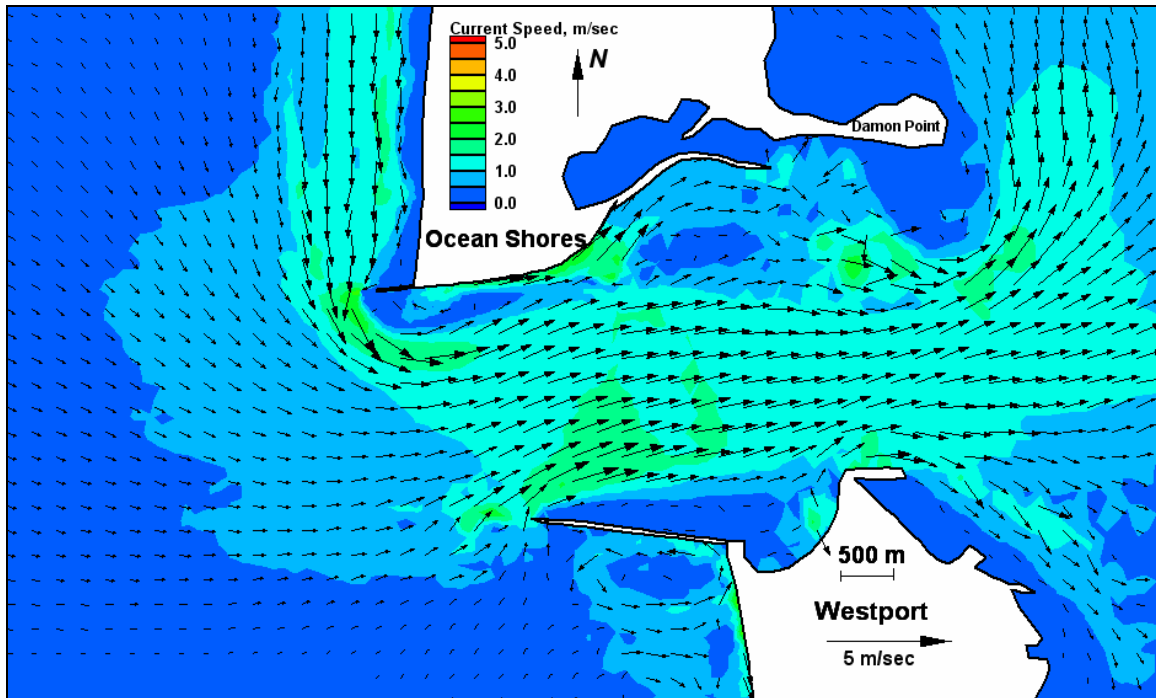 Current Speed, m/sec
5.0
4.0
3.0
2.0
1.0
0.0
N
Damon Point
Ocean Shores
500 m
Westport
5 m/sec